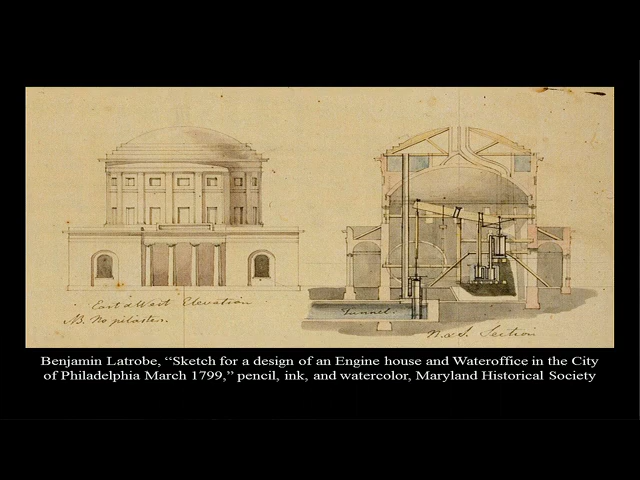 East & West Elevation
NB. No pilasters.
Tunnel.
N. & S. Section
Benjamin Latrobe, “Sketch for a design of an Engine house and Wateroffice in the City
of Philadelphia March 1799,” pencil, ink, and watercolor, Maryland Historical Society